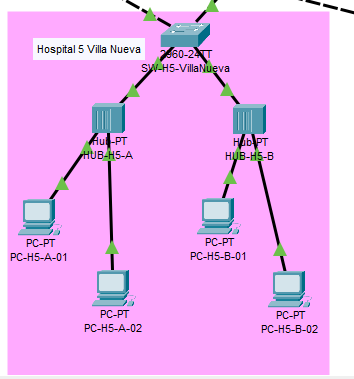 Hospital 5 Villa Nueva
2960-24TT
SW-H5-VillaNueva
Hub-PT
HUB-H5-A
Hub-PT
HUB-H5-B
PC-PT
PC-H5-A-01
PC-PT
PC-H5-B-01
PC-PT
PC-H5-A-02
PC-PT
PC-H5-B-02